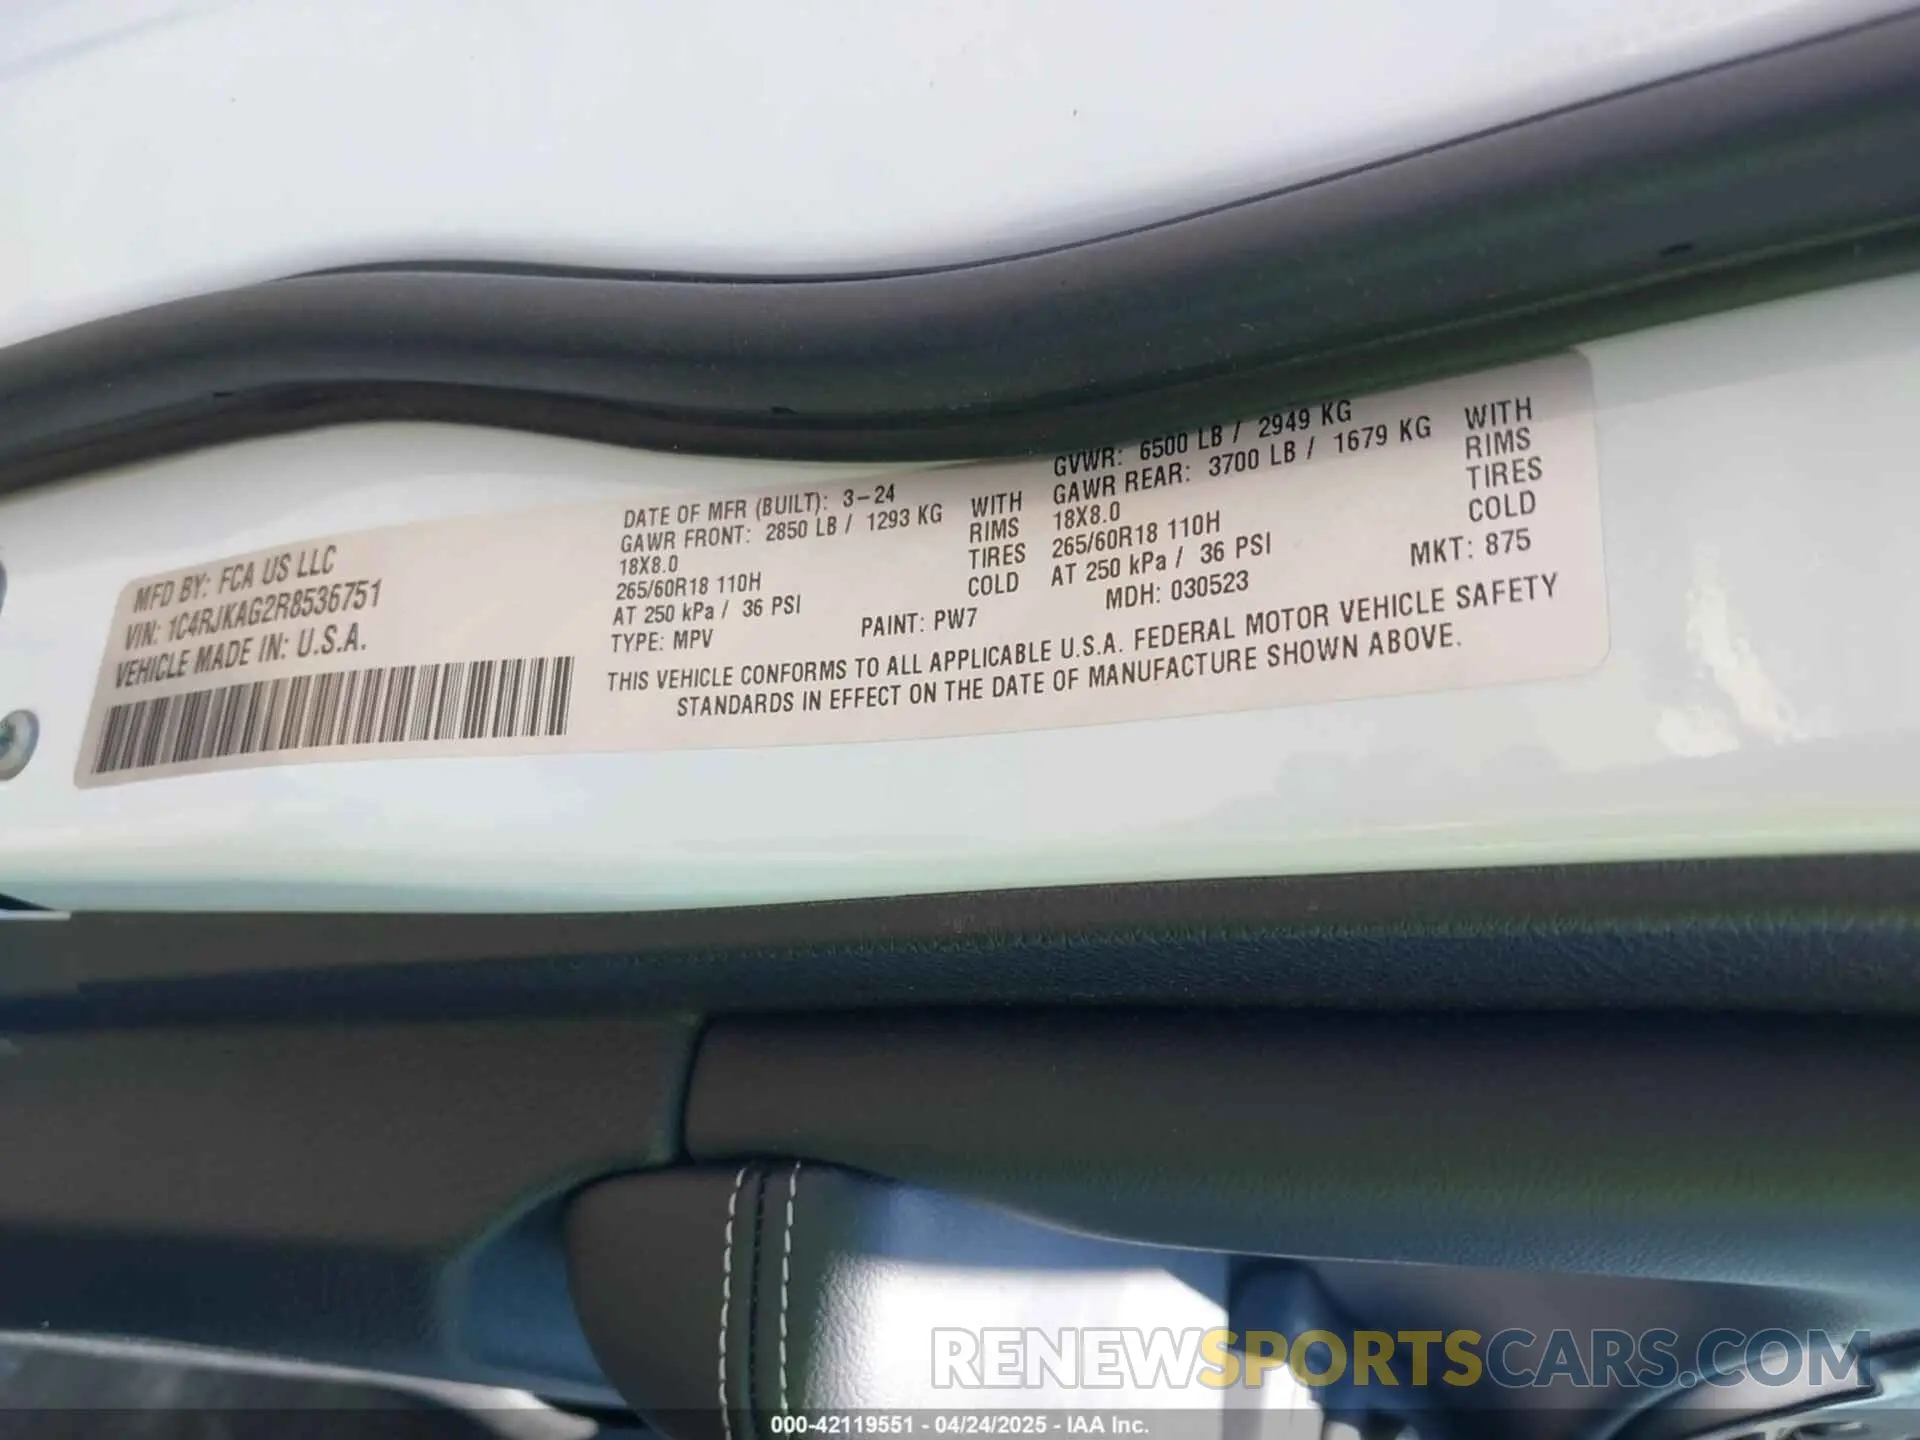 MFD BY: FCA US LLC
VIN: 1C4RJKAG2R8536751
VEHICLE MADE IN: U.S.A.
DATE OF MFR (BUILT): 3-24
GAWR FRONT: 2850 LB / 1293 KG WITH
18X8.0 RIMS
265/60R18 110H TIRES
AT 250 kPa / 36 PSI COLD
TYPE: MPV PAINT: PW7
GVWR: 6500 LB / 2949 KG
GAWR REAR: 3700 LB / 1679 KG WITH
18X8.0 RIMS
265/60R18 110H TIRES
AT 250 kPa / 36 PSI COLD
MDH: 030523 MKT: 875
THIS VEHICLE CONFORMS TO ALL APPLICABLE U.S.A. FEDERAL MOTOR VEHICLE SAFETY
STANDARDS IN EFFECT ON THE DATE OF MANUFACTURE SHOWN ABOVE.
RENEWSPORTSCARS.COM
000-42119551 - 04/24/2025 - IAA Inc.